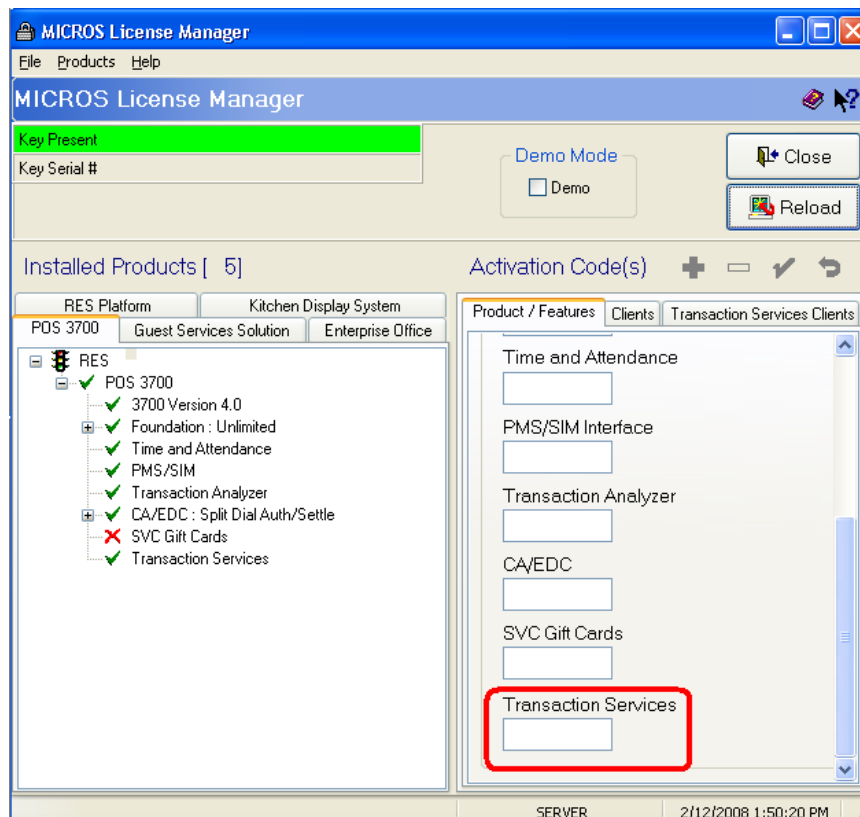 MICROS License Manager
File Products Help
MICROS License Manager
Key Present
Key Serial #
Demo Mode
Demo
Close
Reload
Installed Products [ 5]
Activation Code(s)
RES Platform
Kitchen Display System
POS 3700
Guest Services Solution
Enterprise Office
Product / Features
Clients
Transaction Services Clients
RES
POS 3700
3700 Version 4.0
Foundation : Unlimited
Time and Attendance
PMS/SIM
Transaction Analyzer
CA/EDC : Split Dial Auth/Settle
SVC Gift Cards
Transaction Services
Time and Attendance
PMS/SIM Interface
Transaction Analyzer
CA/EDC
SVC Gift Cards
Transaction Services
SERVER
2/12/2008 1:50:20 PM